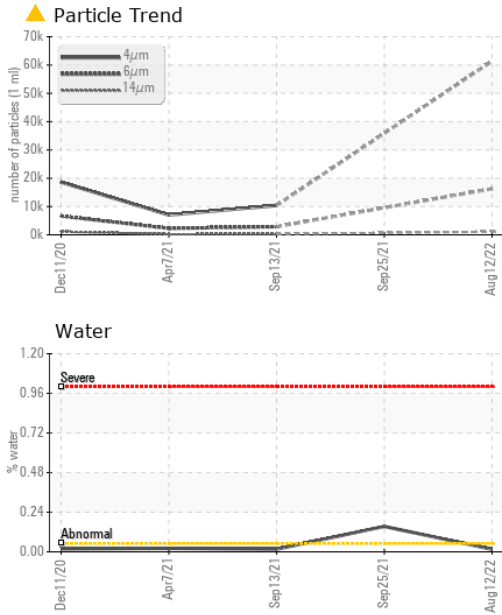 Particle Trend
number of particles (1 ml)
70k
60k
50k
40k
30k
20k
10k
0k
4µm
6µm
14µm
Dec11/20
Apr7/21
Sep13/21
Sep25/21
Aug12/22
Water
% water
1.20
0.96
0.72
0.48
0.24
0.00
Severe
Abnormal
Dec11/20
Apr7/21
Sep13/21
Sep25/21
Aug12/22